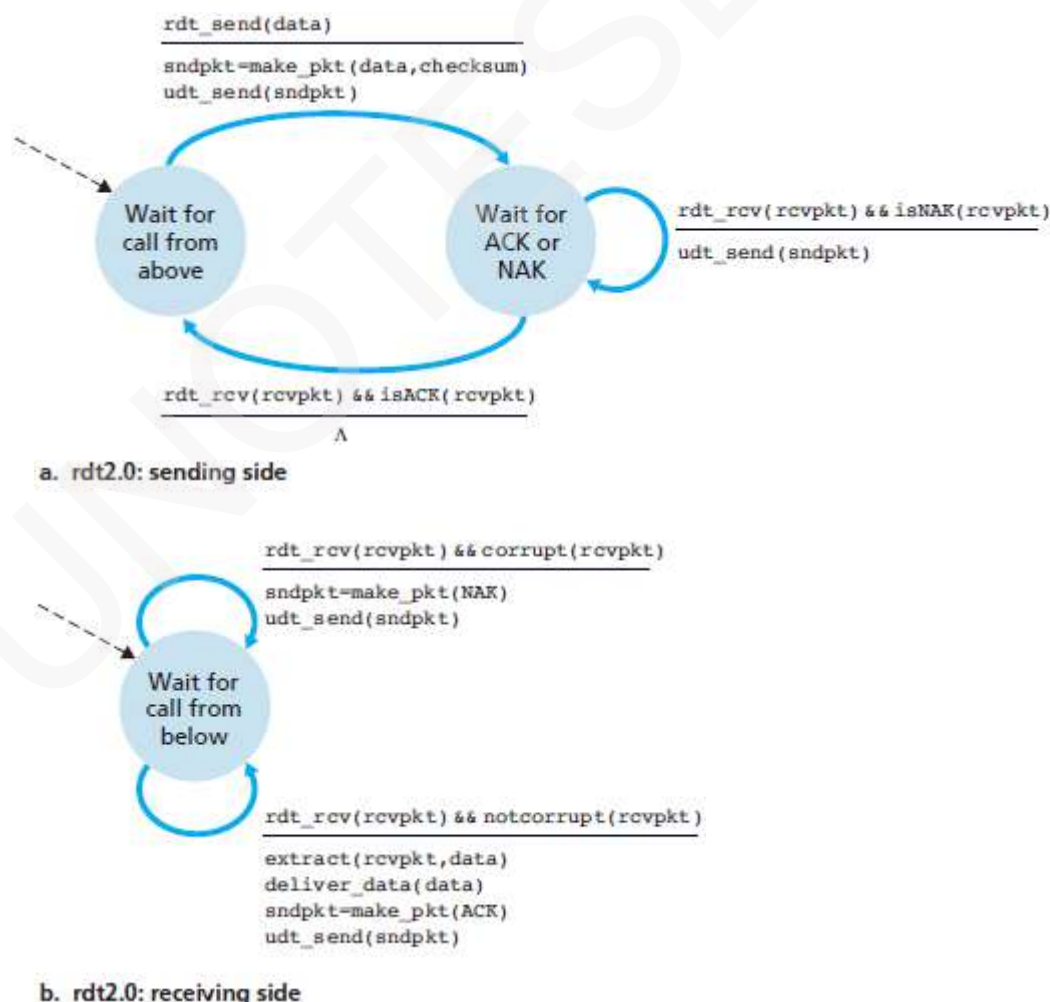 rdt_send(data)
sndpkt=make_pkt(data,checksum)
udt_send(sndpkt)
Wait for
call from
above
Wait for
ACK or
NAK
rdt_rcv(rcvpkt)&&isNAK(rcvpkt)
udt_send(sndpkt)
rdt_rcv(rcvpkt)&&isACK(rcvpkt)
Λ
a. rdt2.0: sending side
rdt_rcv(rcvpkt)&&corrupt(rcvpkt)
sndpkt=make_pkt(NAK)
udt_send(sndpkt)
Wait for
call from
below
rdt_rcv(rcvpkt)&&notcorrupt(rcvpkt)
extract(rcvpkt,data)
deliver_data(data)
sndpkt=make_pkt(ACK)
udt_send(sndpkt)
b. rdt2.0: receiving side
UNOTES